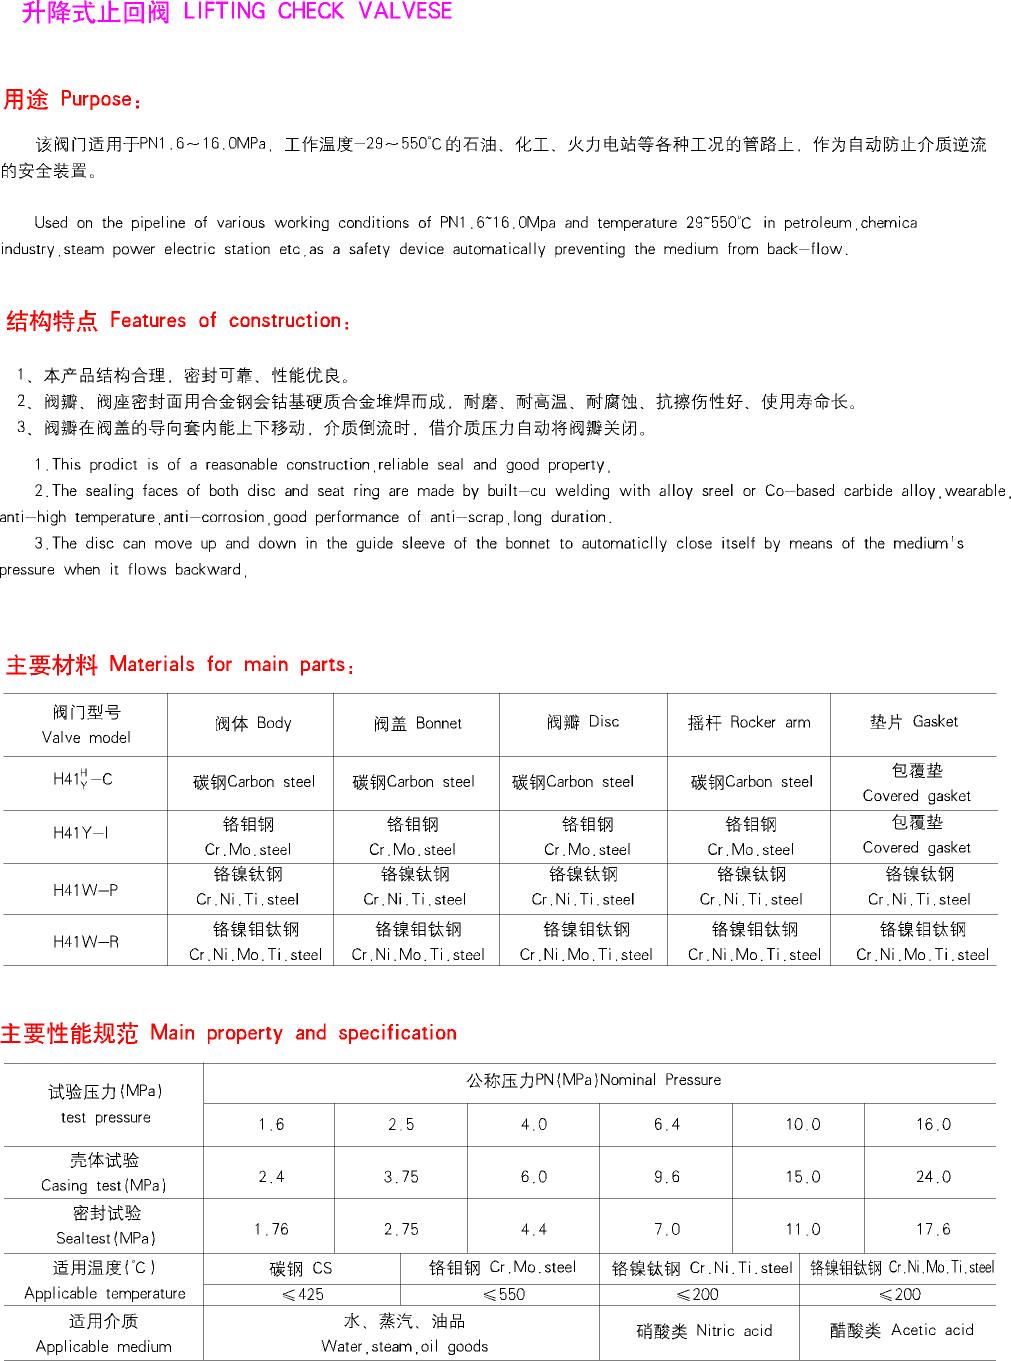 升降式止回阀 LIFTING CHECK VALVESE
用途 Purpose:
该阀门适用于PN1.6～16.0MPa，工作温度-29～550℃的石油、化工、火力电站等各种工况的管路上，作为自动防止介质逆流
的安全装置。
Used on the pipeline of various working conditions of PN1.6~16.0Mpa and temperature 29~550℃ in petroleum,chemica
industry,steam power electric station etc,as a safety device automatically preventing the medium from back-flow.
结构特点 Features of construction:
1、本产品结构合理，密封可靠、性能优良。
2、阀瓣、阀座密封面用合金钢会钴基硬质合金堆焊而成，耐磨、耐高温、耐腐蚀、抗擦伤性好、使用寿命长。
3、阀瓣在阀盖的导向套内能上下移动，介质倒流时，借介质压力自动将阀瓣关闭。
1.This prodict is of a reasonable construction,reliable seal and good property,
2.The sealing faces of both disc and seat ring are made by built-cu welding with alloy sreel or Co-based carbide alloy,wearable,
anti-high temperature,anti-corrosion,good performance of anti-scrap,long duration.
3.The disc can move up and down in the guide sleeve of the bonnet to automaticlly close itself by means of the medium's
pressure when it flows backward,
主要材料 Materials for main parts:
阀门型号 阀体 Body 阀盖 Bonnet 阀瓣 Disc 摇杆 Rocker arm 垫片 Gasket
Valve model
H41H/Y-C 碳钢Carbon steel 碳钢Carbon steel 碳钢Carbon steel 碳钢Carbon steel 包覆垫
Covered gasket
H41Y-I 铬钼钢 铬钼钢 铬钼钢 铬钼钢 包覆垫
Cr.Mo.steel Cr.Mo.steel Cr.Mo.steel Cr.Mo.steel Covered gasket
H41W-P 铬镍钛钢 铬镍钛钢 铬镍钛钢 铬镍钛钢 铬镍钛钢
Cr.Ni.Ti.steel Cr.Ni.Ti.steel Cr.Ni.Ti.steel Cr.Ni.Ti.steel Cr.Ni.Ti.steel
H41W-R 铬镍钼钛钢 铬镍钼钛钢 铬镍钼钛钢 铬镍钼钛钢 铬镍钼钛钢
Cr.Ni.Mo.Ti.steel Cr.Ni.Mo.Ti.steel Cr.Ni.Mo.Ti.steel Cr.Ni.Mo.Ti.steel Cr.Ni.Mo.Ti.steel
主要性能规范 Main property and specification
试验压力(MPa) 公称压力PN(MPa)Nominal Pressure
test pressure 1.6 2.5 4.0 6.4 10.0 16.0
壳体试验
Casing test(MPa) 2.4 3.75 6.0 9.6 15.0 24.0
密封试验
Sealtest(MPa) 1.76 2.75 4.4 7.0 11.0 17.6
适用温度(℃) 碳钢 CS 铬钼钢 Cr.Mo.steel 铬镍钛钢 Cr.Ni.Ti.steel 铬镍钼钛钢 Cr.Ni.Mo.Ti.steel
Applicable temperature ≤425 ≤550 ≤200 ≤200
适用介质 水、蒸汽、油品 硝酸类 Nitric acid 醋酸类 Acetic acid
Applicable medium Water,steam,oil goods